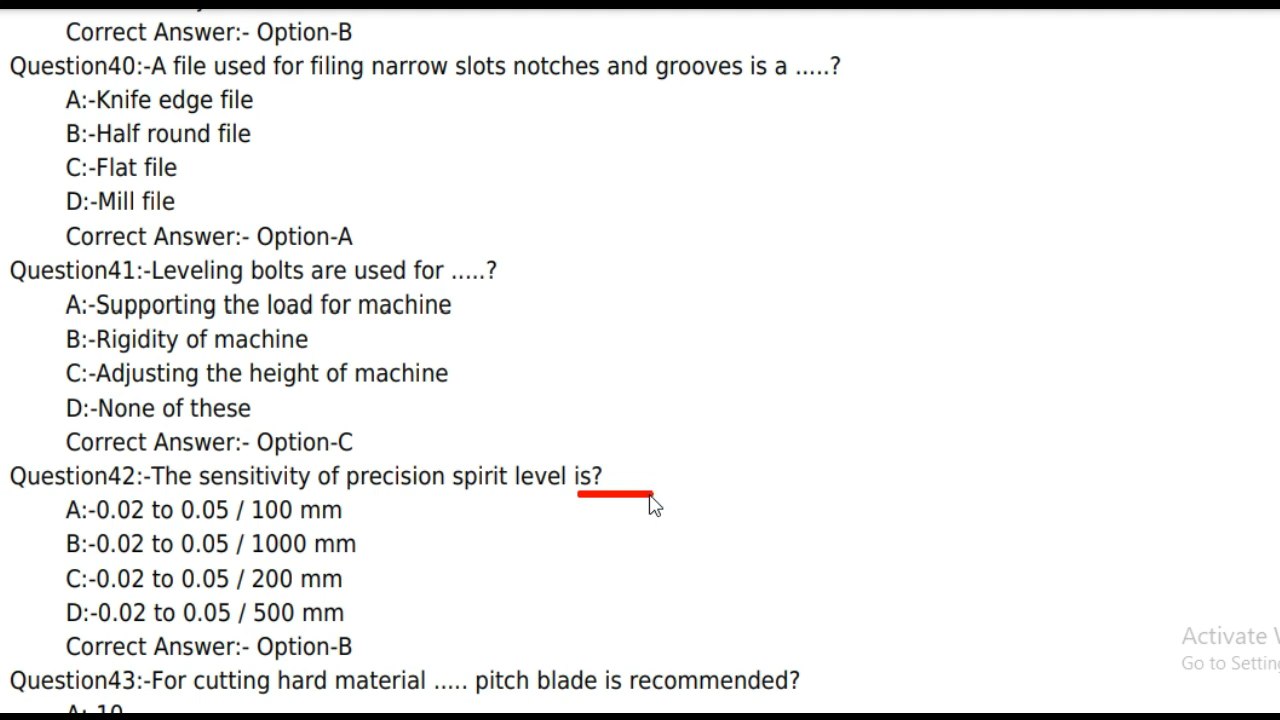 Correct Answer:- Option-B
Question40:-A file used for filing narrow slots notches and grooves is a .....?
A:-Knife edge file
B:-Half round file
C:-Flat file
D:-Mill file
Correct Answer:- Option-A
Question41:-Leveling bolts are used for .....?
A:-Supporting the load for machine
B:-Rigidity of machine
C:-Adjusting the height of machine
D:-None of these
Correct Answer:- Option-C
Question42:-The sensitivity of precision spirit level is?
A:-0.02 to 0.05 / 100 mm
B:-0.02 to 0.05 / 1000 mm
C:-0.02 to 0.05 / 200 mm
D:-0.02 to 0.05 / 500 mm
Correct Answer:- Option-B
Question43:-For cutting hard material ..... pitch blade is recommended?
Activate
Go to